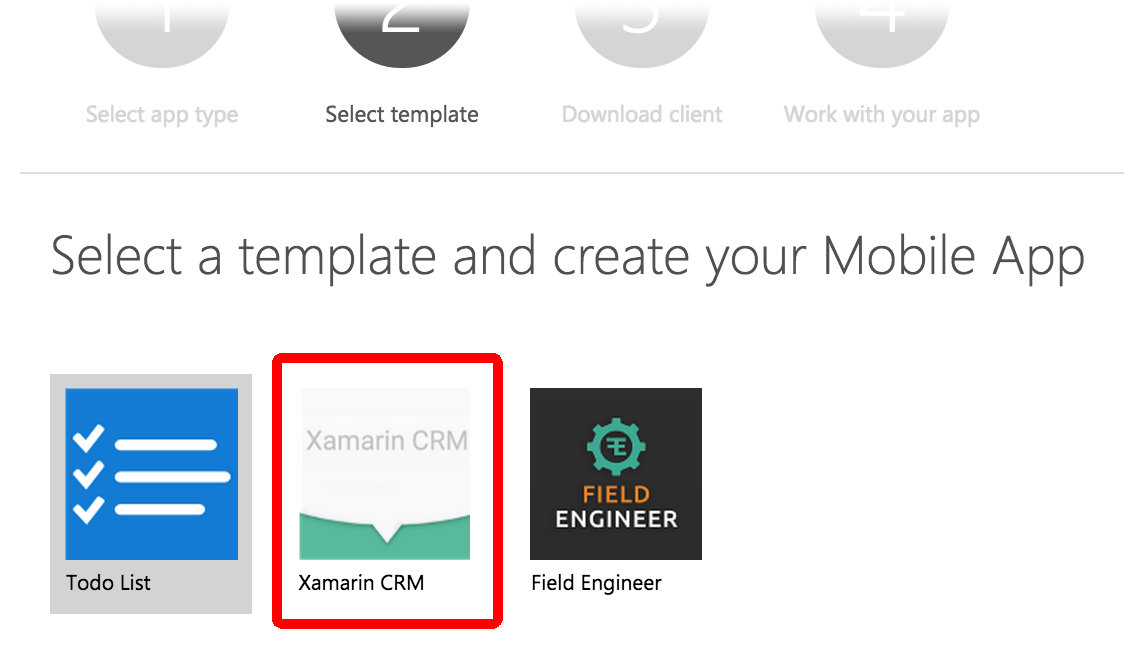 1 2 3 4
Select app type Select template Download client Work with your app
Select a template and create your Mobile App
Xamarin CRM
FIELD
ENGINEER
Todo List Xamarin CRM Field Engineer